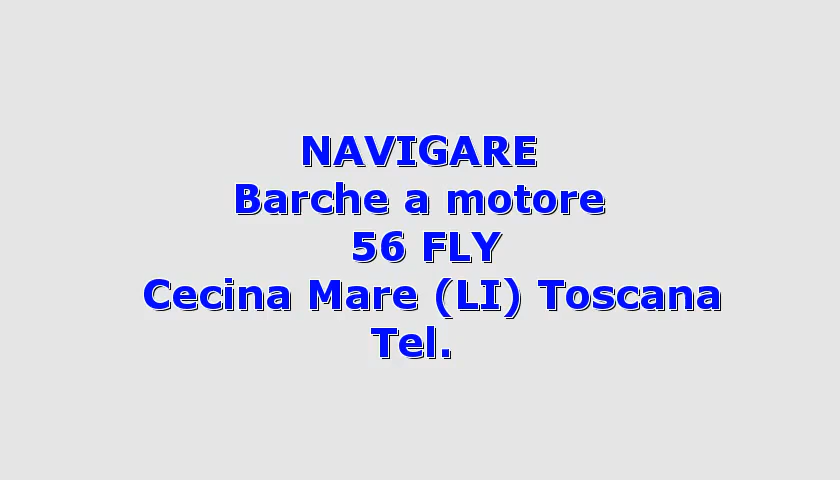 NAVIGARE
Barche a motore
56 FLY
Cecina Mare (LI) Toscana
Tel.